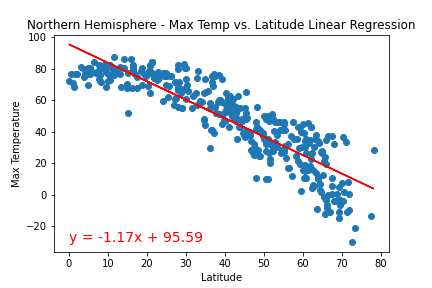 Northern Hemisphere - Max Temp vs. Latitude Linear Regression
100
80
60
40
20
0
−20
Max Temperature
y = -1.17x + 95.59
0 10 20 30 40 50 60 70 80
Latitude